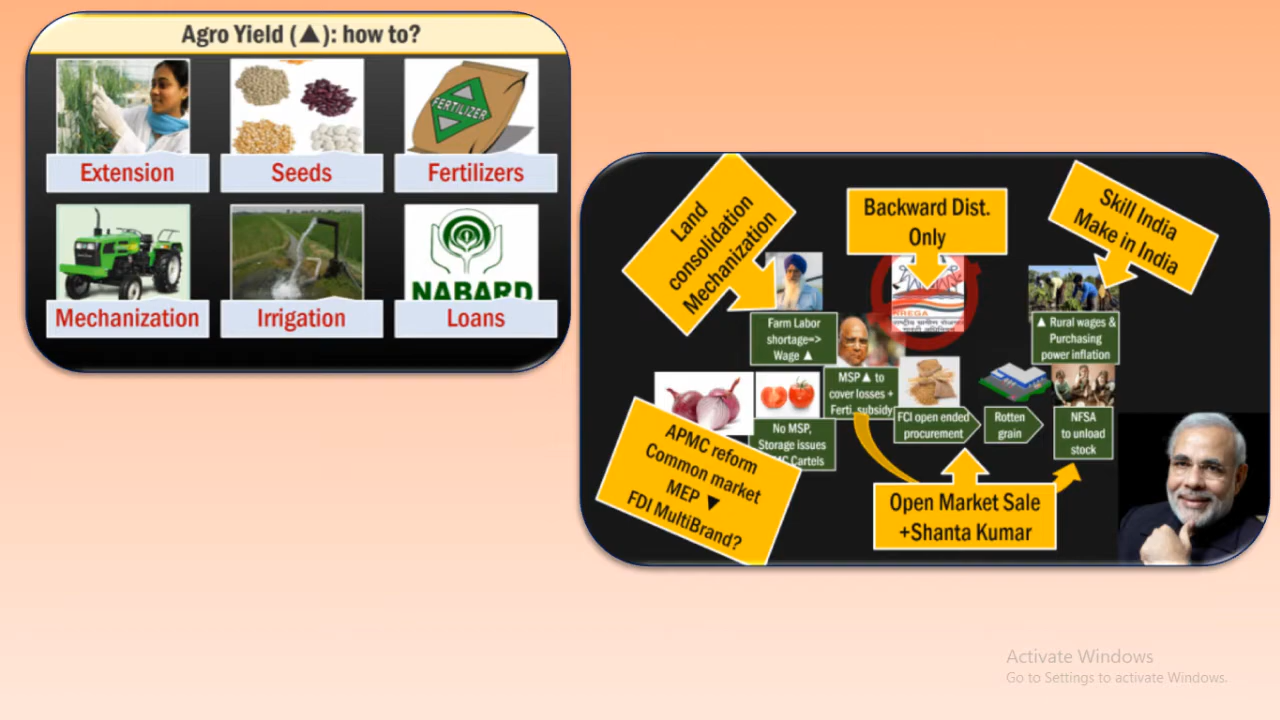 Agro Yield (▲): how to?
Extension
Seeds
Fertilizers
FERTILIZER
Mechanization
Irrigation
Loans
NABARD
Land
consolidation
Mechanization
Backward Dist.
Only
Skill India
Make in India
Farm Labor
shortage=>
Wage ▲
▲ Rural wages &
Purchasing
power inflation
MSP▲ to
cover losses +
Ferti. subsidy
No MSP,
Storage issues
Cartels
FCI open ended
procurement
Rotten
grain
NFSA
to unload
stock
APMC reform
Common market
MEP ▼
FDI MultiBrand?
Open Market Sale
+Shanta Kumar
Activate Windows
Go to Settings to activate Windows.